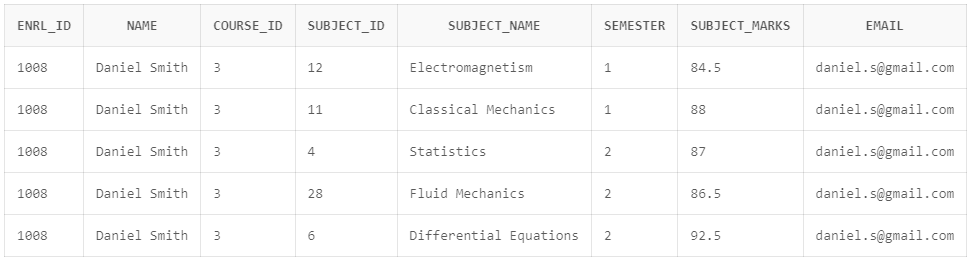 ENRL_ID NAME COURSE_ID SUBJECT_ID SUBJECT_NAME SEMESTER SUBJECT_MARKS EMAIL
1008 Daniel Smith 3 12 Electromagnetism 1 84.5 daniel.s@gmail.com
1008 Daniel Smith 3 11 Classical Mechanics 1 88 daniel.s@gmail.com
1008 Daniel Smith 3 4 Statistics 2 87 daniel.s@gmail.com
1008 Daniel Smith 3 28 Fluid Mechanics 2 86.5 daniel.s@gmail.com
1008 Daniel Smith 3 6 Differential Equations 2 92.5 daniel.s@gmail.com